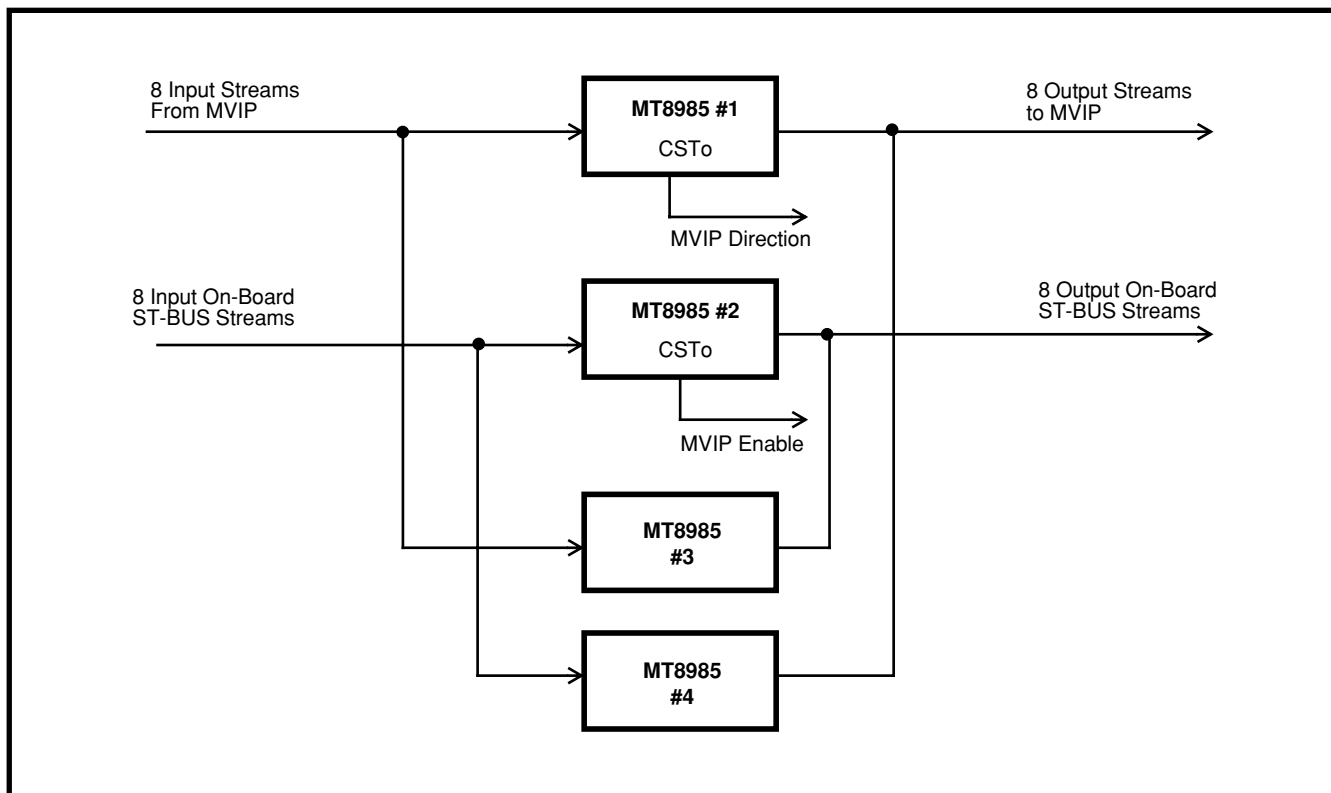 8 Input Streams
From MVIP
MT8985 #1
CSTo
8 Output Streams
to MVIP
MVIP Direction
8 Input On-Board
ST-BUS Streams
MT8985 #2
CSTo
8 Output On-Board
ST-BUS Streams
MVIP Enable
MT8985
#3
MT8985
#4